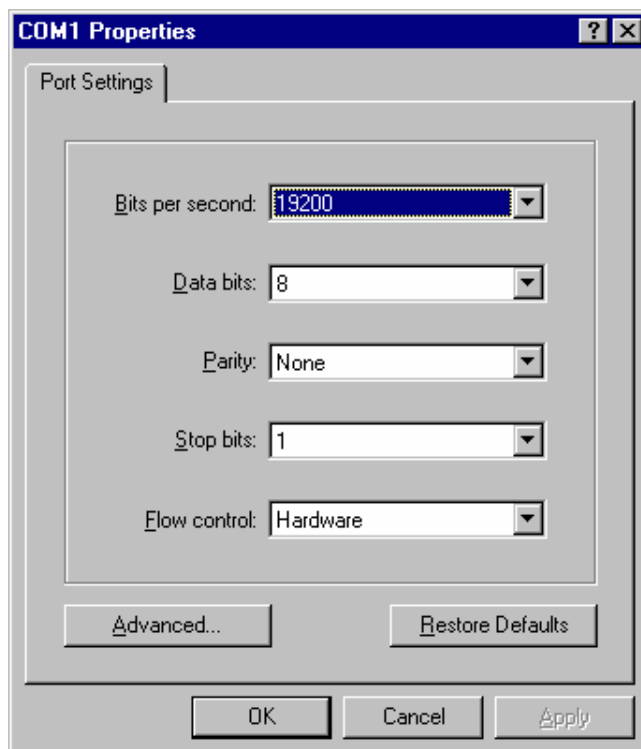 COM1 Properties
Port Settings
Bits per second: 19200
Data bits: 8
Parity: None
Stop bits: 1
Flow control: Hardware
Advanced... Restore Defaults
OK Cancel Apply